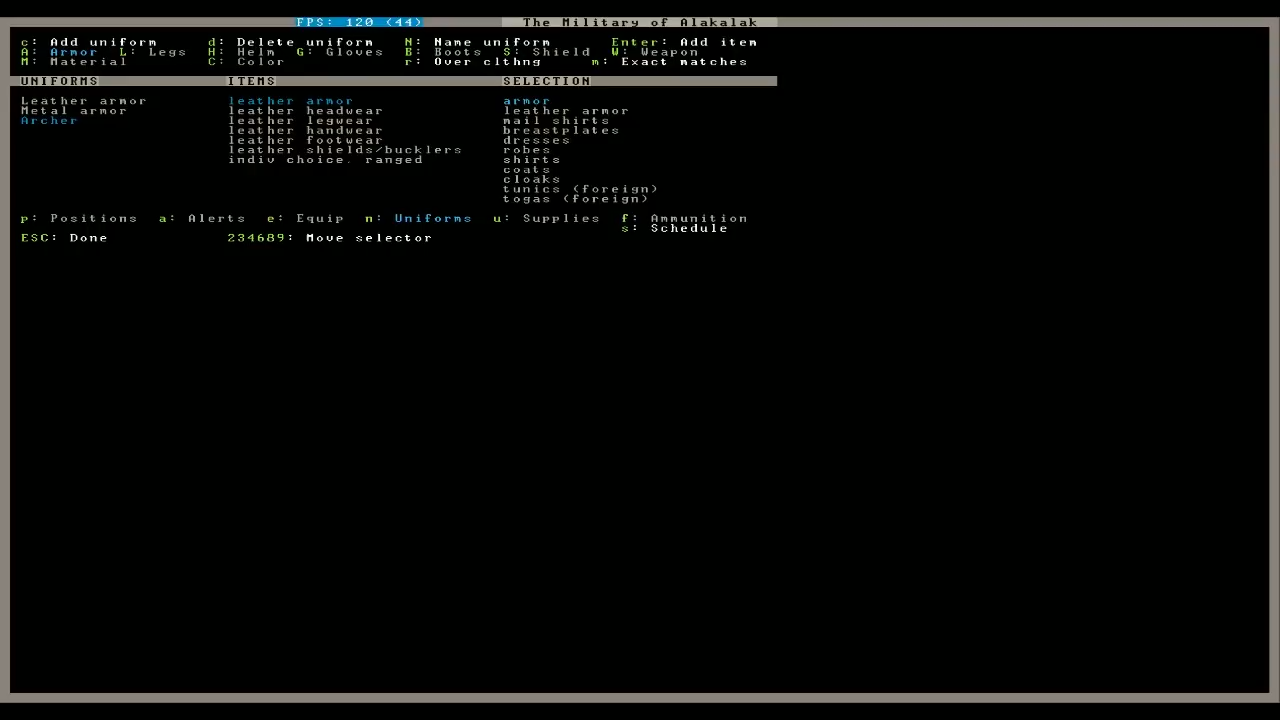 FPS: 120 (44) The Military of Alakalak
c: Add uniform d: Delete uniform N: Name uniform Enter: Add item
A: Armor L: Legs H: Helm G: Gloves B: Boots S: Shield W: Weapon
M: Material C: Color r: Over clthng m: Exact matches
UNIFORMS ITEMS SELECTION
Leather armor leather armor armor
Metal armor leather headwear leather armor
Archer leather legwear mail shirts
leather handwear breastplates
leather footwear dresses
leather shields/bucklers robes
indiv choice, ranged shirts
coats
cloaks
tunics (foreign)
togas (foreign)
p: Positions a: Alerts e: Equip n: Uniforms u: Supplies f: Ammunition
s: Schedule
ESC: Done 234689: Move selector